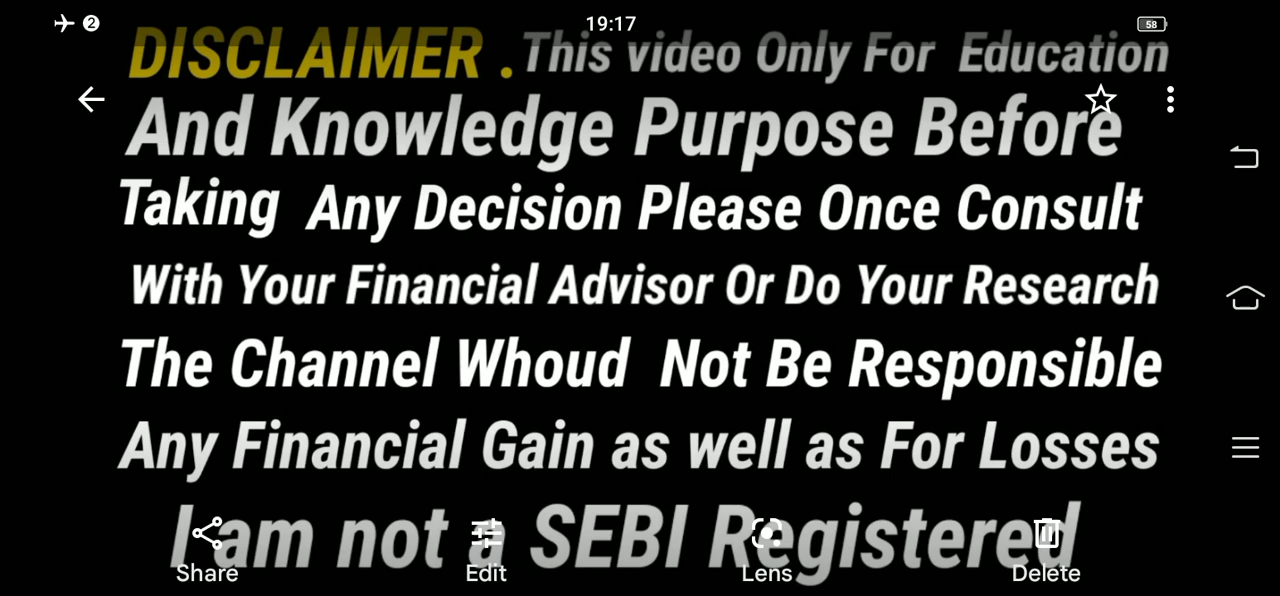 2 19:17 58
DISCLAIMER . This video Only For Education
And Knowledge Purpose Before
Taking Any Decision Please Once Consult
With Your Financial Advisor Or Do Your Research
The Channel Whoud Not Be Responsible
Any Financial Gain as well as For Losses
I am not a SEBI Registered
Share Edit Lens Delete